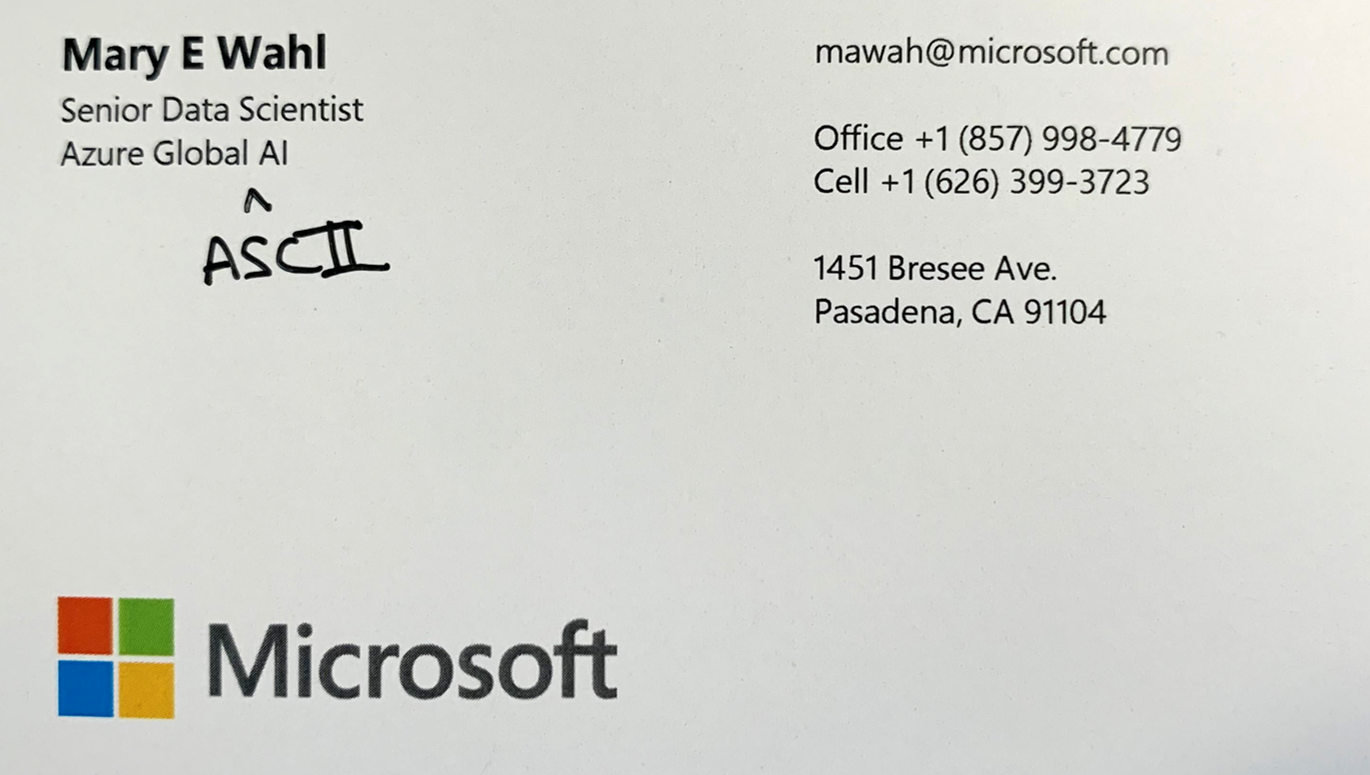 Mary E Wahl
Senior Data Scientist
Azure Global AI
^
ASCII
mawah@microsoft.com
Office +1 (857) 998-4779
Cell +1 (626) 399-3723
1451 Bresee Ave.
Pasadena, CA 91104
Microsoft